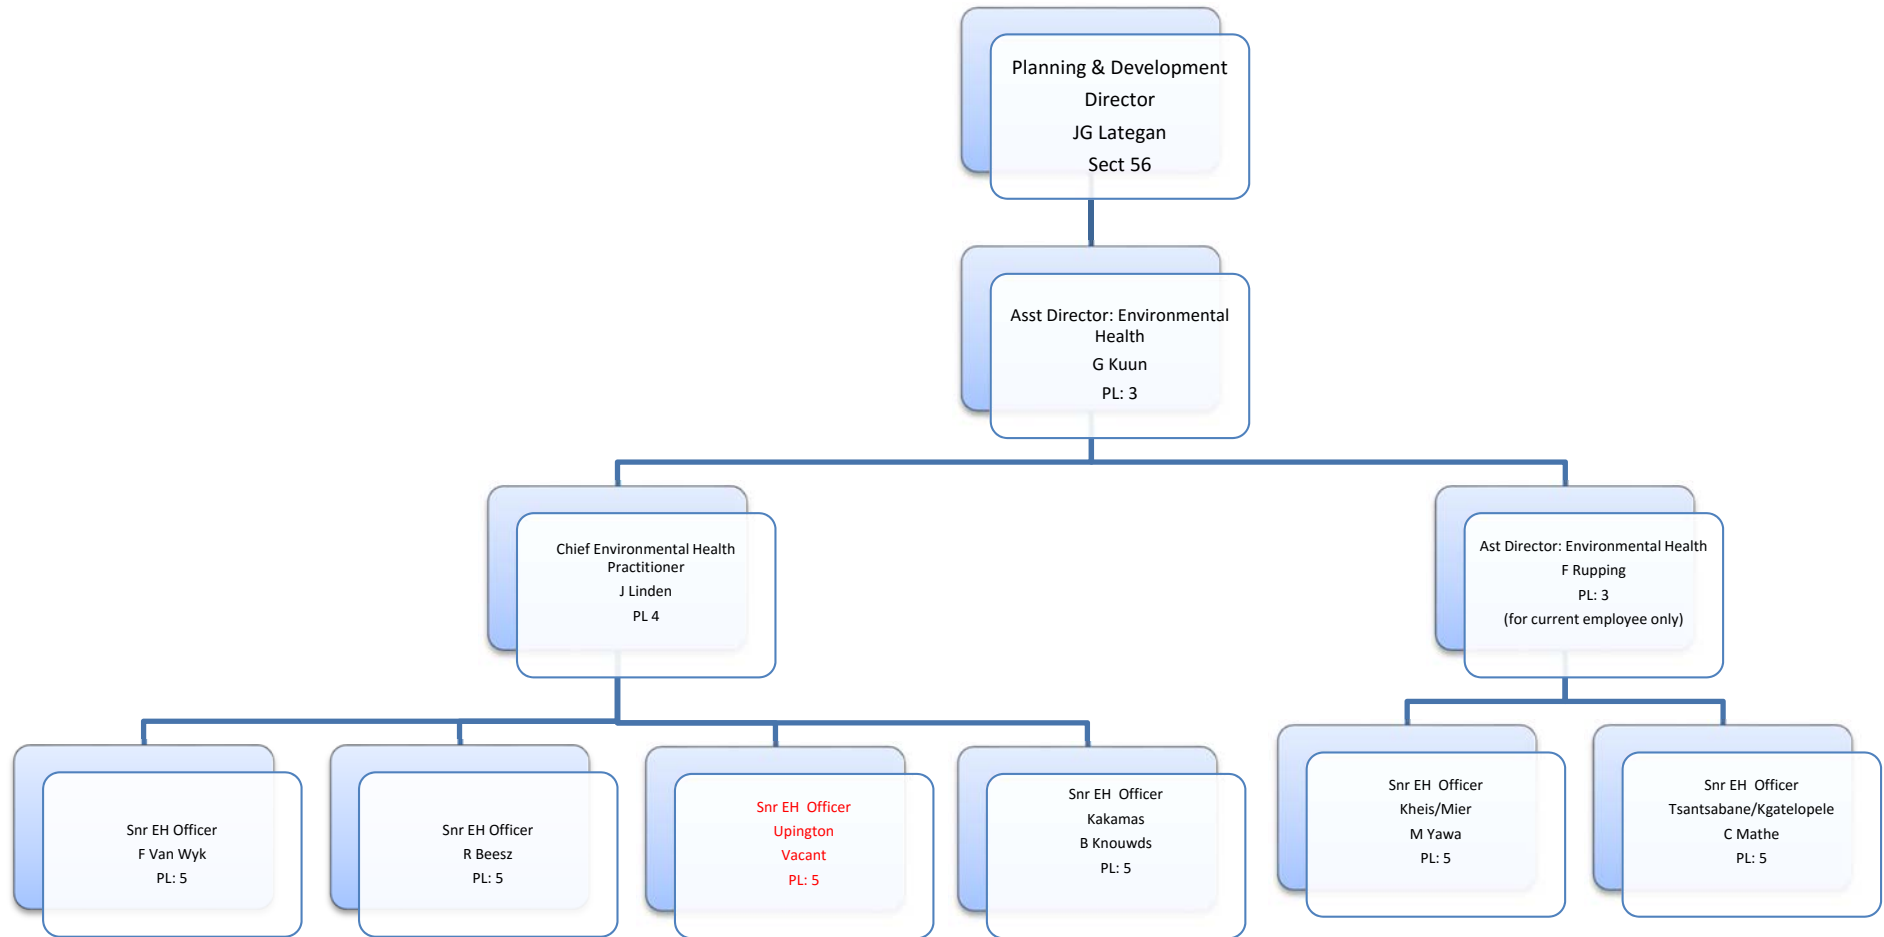 Planning & Development
Director
JG Lategan
Sect 56
Asst Director: Environmental
Health
G Kuun
PL: 3
Chief Environmental Health
Practitioner
J Linden
PL 4
Ast Director: Environmental Health
F Rupping
PL: 3
(for current employee only)
Snr EH Officer
F Van Wyk
PL: 5
Snr EH Officer
R Beesz
PL: 5
Snr EH  Officer
Upington
Vacant
PL: 5
Snr EH  Officer
Kakamas
B Knouwds
PL: 5
Snr EH  Officer
Kheis/Mier
M Yawa
PL: 5
Snr EH  Officer
Tsantsabane/Kgatelopele
C Mathe
PL: 5